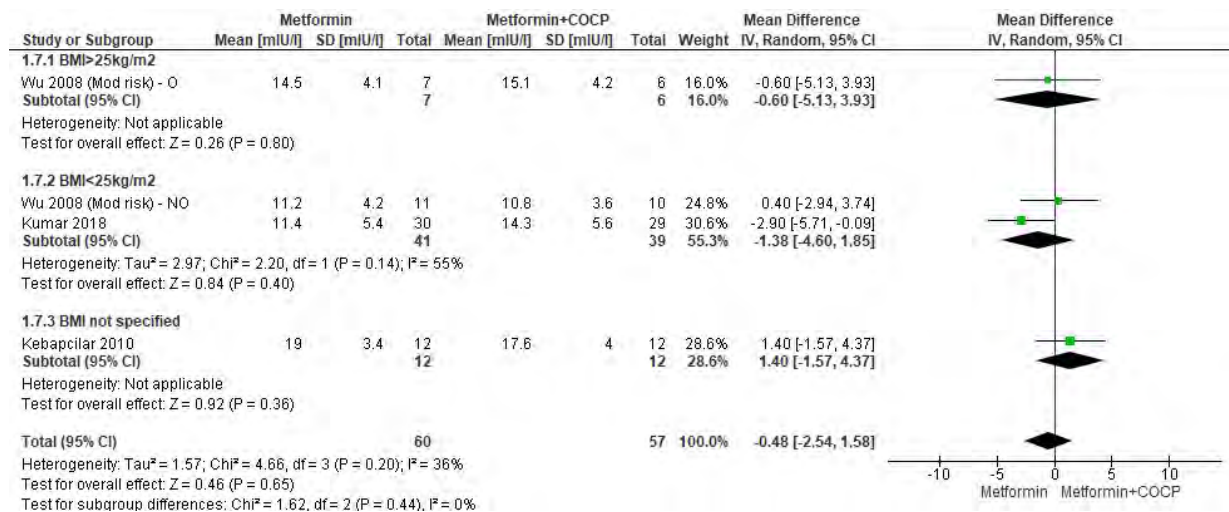 Metformin Metformin+COCP Mean Difference Mean Difference
Study or Subgroup Mean [mIU/l] SD [mIU/l] Total Mean [mIU/l] SD [mIU/l] Total Weight IV, Random, 95% CI IV, Random, 95% CI
1.7.1 BMI>25kg/m2
Wu 2008 (Mod risk) - O 14.5 4.1 7 15.1 4.2 6 16.0% -0.60 [-5.13, 3.93]
Subtotal (95% CI) 7 6 16.0% -0.60 [-5.13, 3.93]
Heterogeneity: Not applicable
Test for overall effect: Z = 0.26 (P = 0.80)
1.7.2 BMI<25kg/m2
Wu 2008 (Mod risk) - NO 11.2 4.2 11 10.8 3.6 10 24.8% 0.40 [-2.94, 3.74]
Kumar 2018 11.4 5.4 30 14.3 5.6 29 30.6% -2.90 [-5.71, -0.09]
Subtotal (95% CI) 41 39 55.3% -1.38 [-4.60, 1.85]
Heterogeneity: Tau² = 2.97; Chi² = 2.20, df = 1 (P = 0.14); I² = 55%
Test for overall effect: Z = 0.84 (P = 0.40)
1.7.3 BMI not specified
Kebapcilar 2010 19 3.4 12 17.6 4 12 28.6% 1.40 [-1.57, 4.37]
Subtotal (95% CI) 12 12 28.6% 1.40 [-1.57, 4.37]
Heterogeneity: Not applicable
Test for overall effect: Z = 0.92 (P = 0.36)
Total (95% CI) 60 57 100.0% -0.48 [-2.54, 1.58]
Heterogeneity: Tau² = 1.57; Chi² = 4.66, df = 3 (P = 0.20); I² = 36%
Test for overall effect: Z = 0.46 (P = 0.65)
Test for subgroup differences: Chi² = 1.62, df = 2 (P = 0.44), I² = 0%
-10 -5 0 5 10
Metformin Metformin+COCP